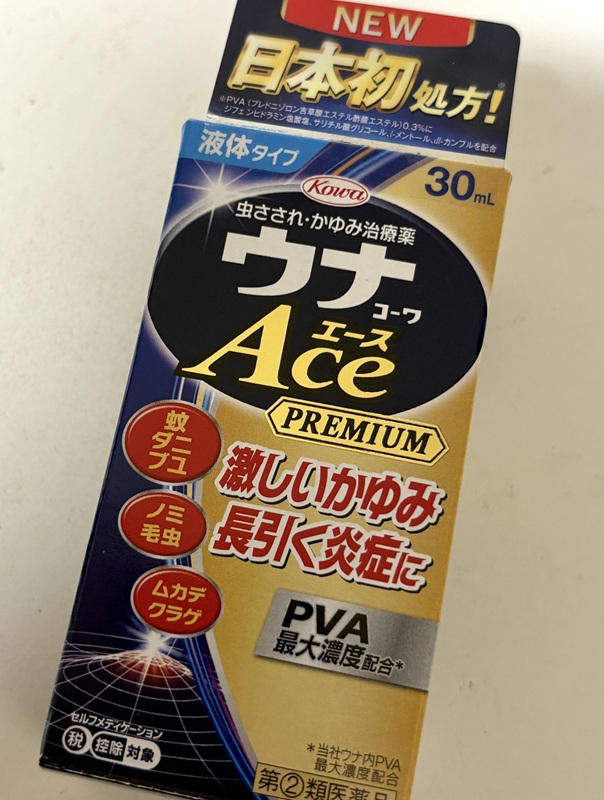 NEW
日本初処方!※
※PVA(プレドニゾロン吉草酸エステル酢酸エステル)0.3%に
ジフェンヒドラミン塩酸塩、サリチル酸グリコール、l-メントール、dl-カンフルを配合
液体タイプ
Kowa
30mL
虫さされ・かゆみ治療薬
ウナ
コーワ
エース
Ace
PREMIUM
蚊
ダニ
ブユ
激しいかゆみ
長引く炎症に
ノミ
毛虫
ムカデ
クラゲ
PVA
最大濃度配合*
セルフメディケーション
税 控除 対象
*当社ウナ内PVA
最大濃度配合
指②類医薬品